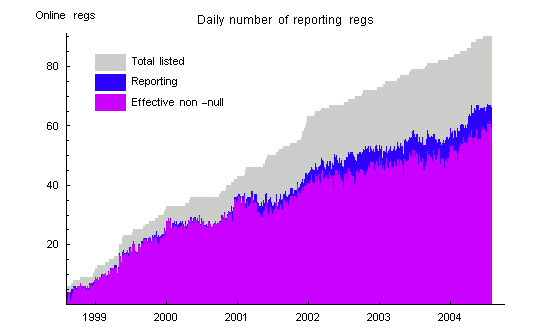 Online regs
Daily number of reporting regs
Total listed
Reporting
Effective non -null
80
60
40
20
1999 2000 2001 2002 2003 2004